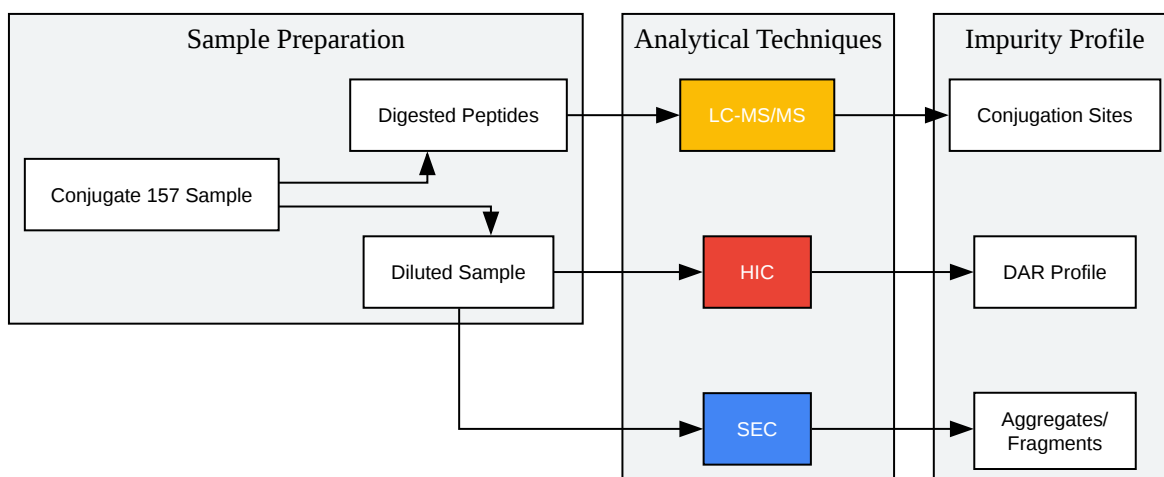 Sample Preparation
Analytical Techniques
Impurity Profile
Digested Peptides
LC-MS/MS
Conjugation Sites
Conjugate 157 Sample
Diluted Sample
HIC
DAR Profile
SEC
Aggregates/
Fragments